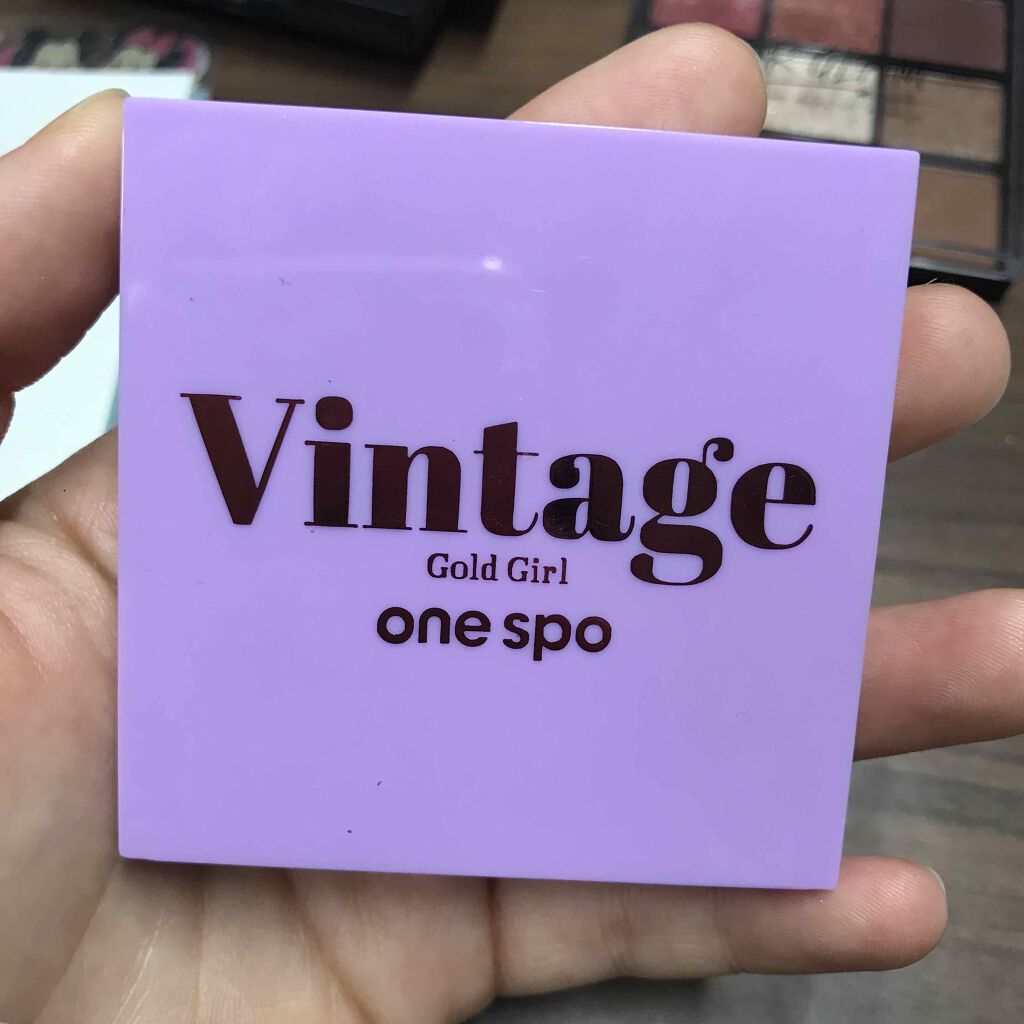 Vintage
Gold Girl
one spo